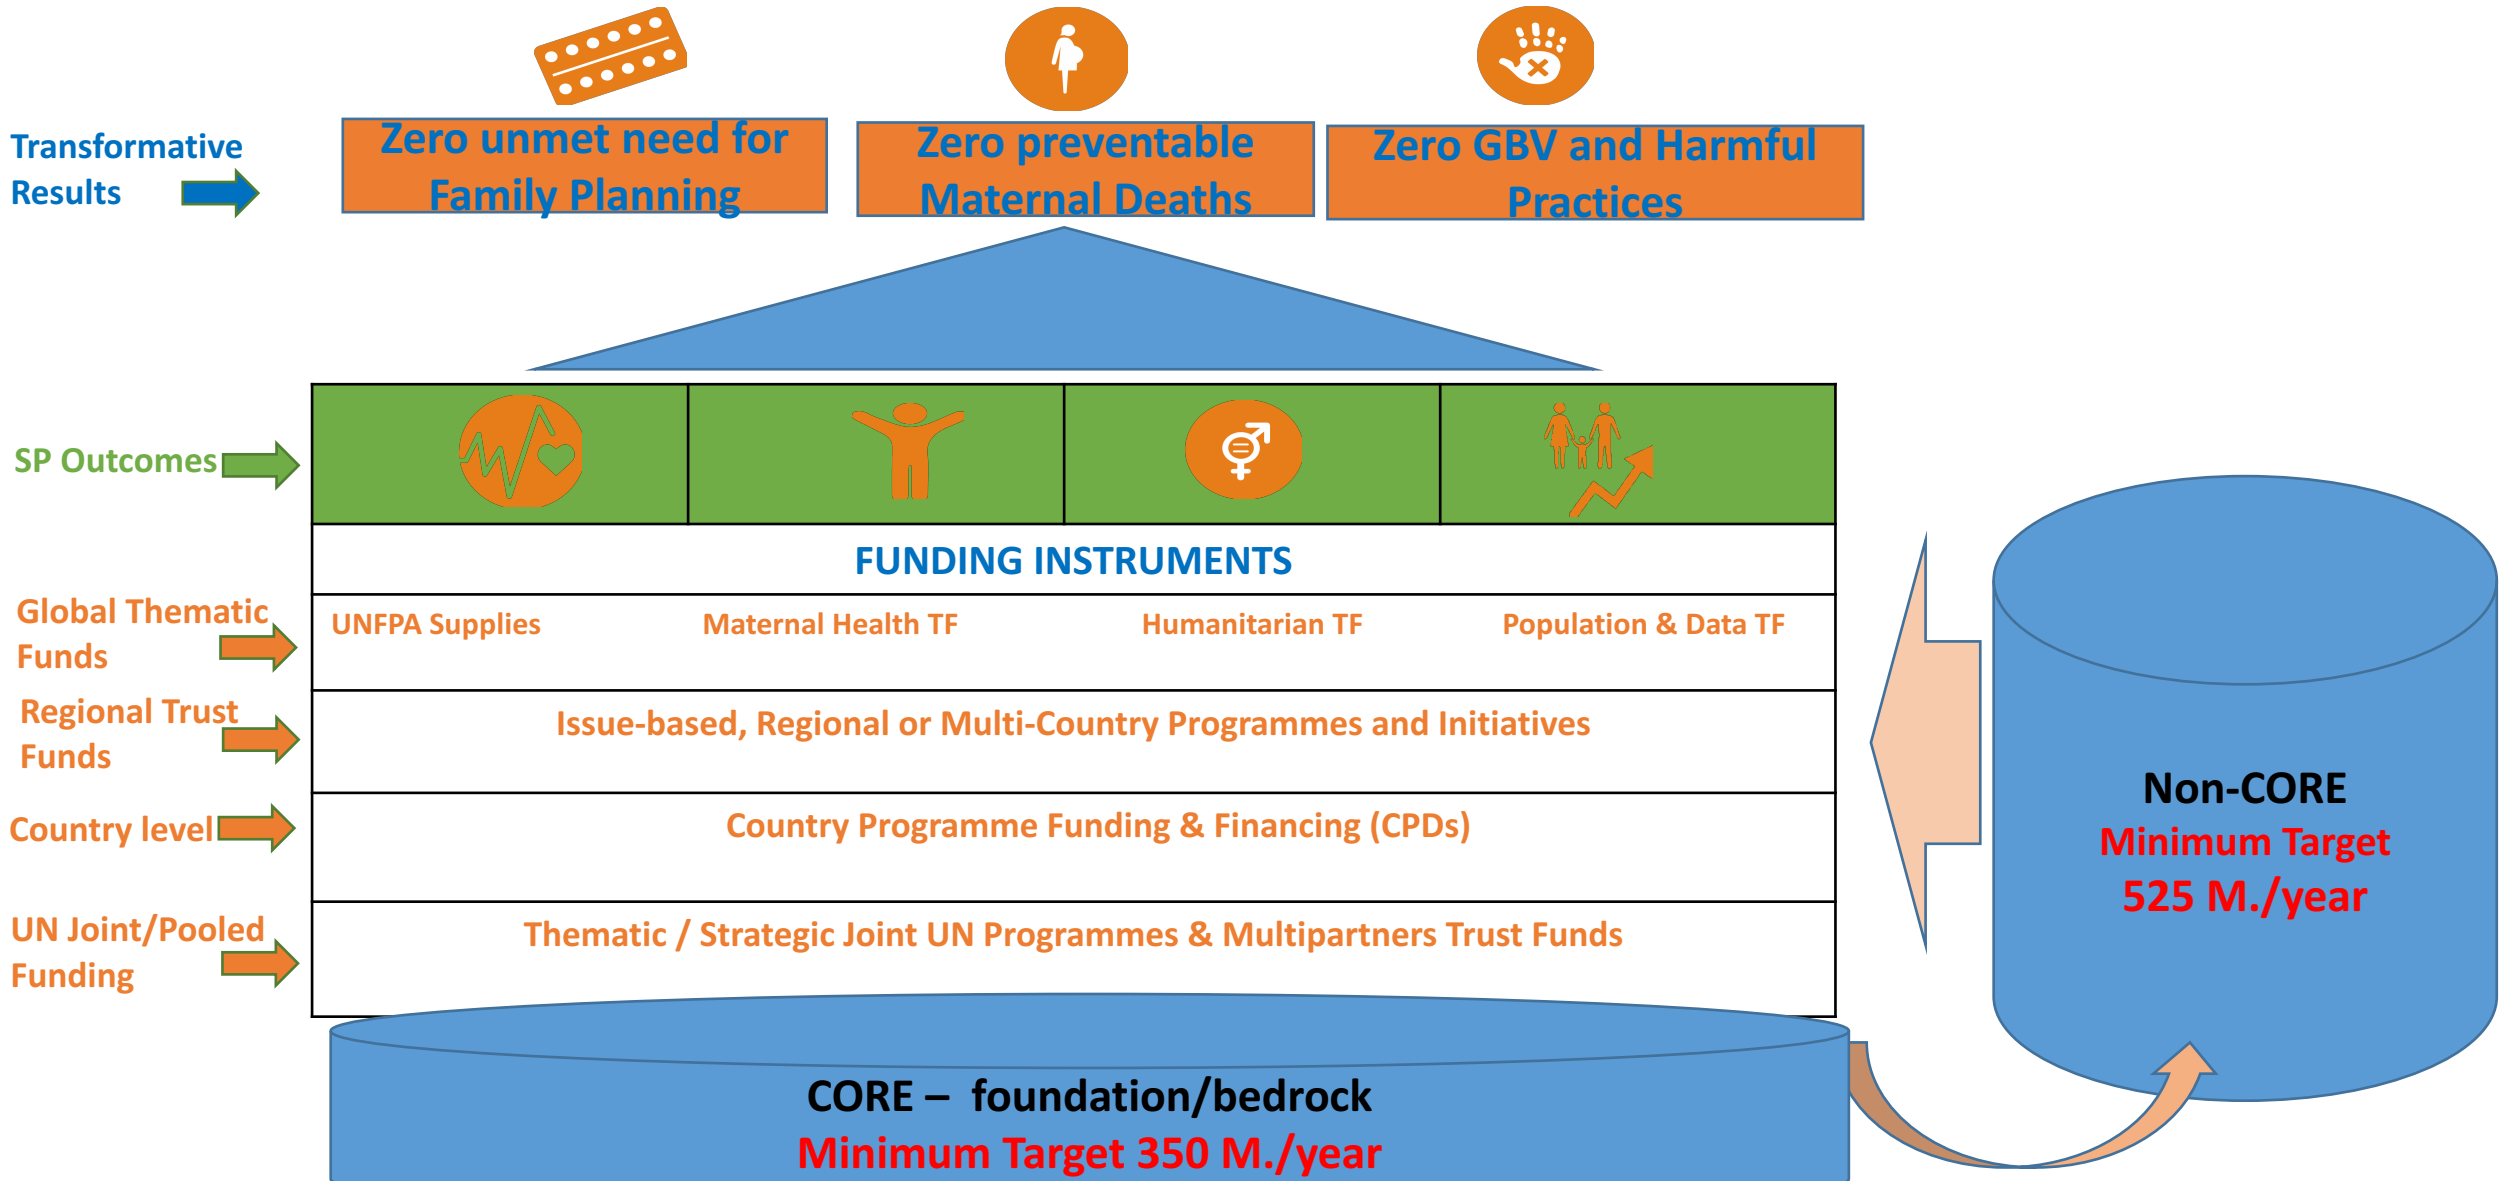 Transformative
Results
Zero unmet need for
Family Planning
Zero preventable
Maternal Deaths
Zero GBV and Harmful
Practices
SP Outcomes
FUNDING INSTRUMENTS
Global Thematic
Funds
UNFPA Supplies
Maternal Health TF
Humanitarian TF
Population & Data TF
Regional Trust
Funds
Issue-based, Regional or Multi-Country Programmes and Initiatives
Country level
Country Programme Funding & Financing (CPDs)
UN Joint/Pooled
Funding
Thematic / Strategic Joint UN Programmes & Multipartners Trust Funds
Non-CORE
Minimum Target
525 M./year
CORE – foundation/bedrock
Minimum Target 350 M./year